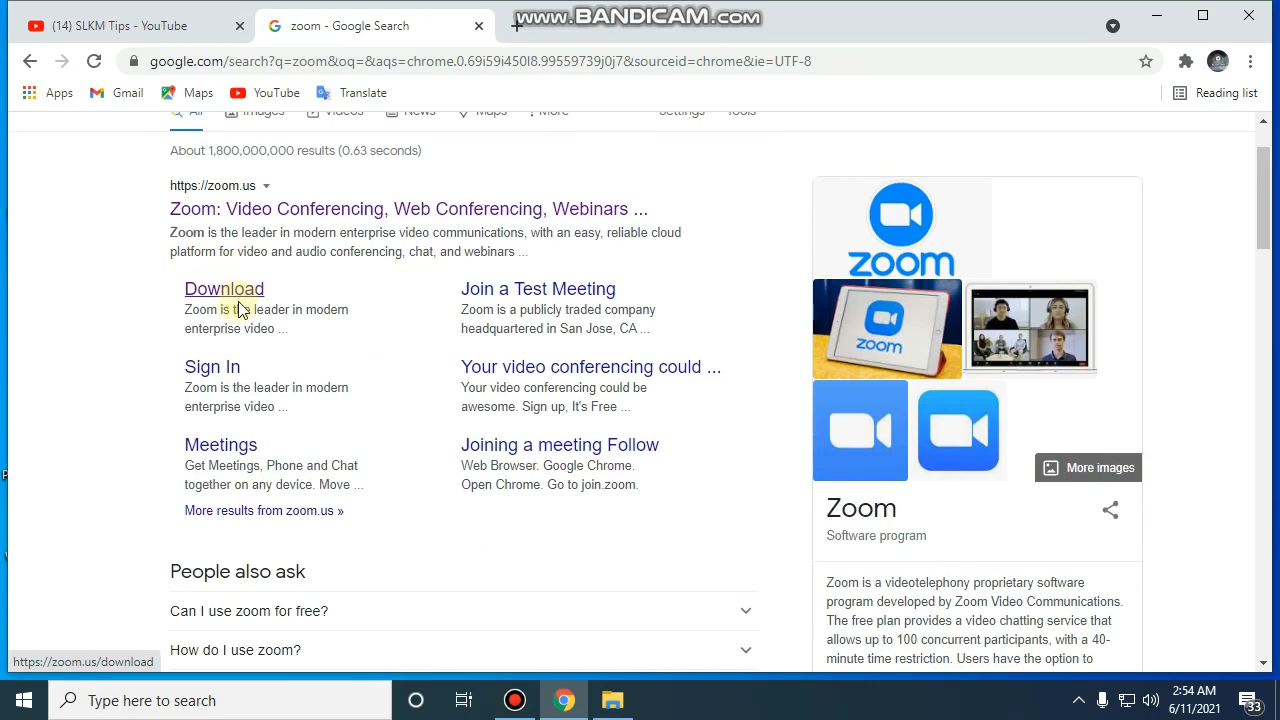 www.BANDICAM.com
(14) SLKM Tips - YouTube
zoom - Google Search
google.com/search?q=zoom&oq=&aqs=chrome.0.69i59i450l8.99559739j0j7&sourceid=chrome&ie=UTF-8
Apps
Gmail
Maps
YouTube
Translate
Reading list
All
Images
Videos
News
Maps
More
Settings
Tools
About 1,800,000,000 results (0.63 seconds)
https://zoom.us
Zoom: Video Conferencing, Web Conferencing, Webinars ...
Zoom is the leader in modern enterprise video communications, with an easy, reliable cloud
platform for video and audio conferencing, chat, and webinars ...
Download
Zoom is the leader in modern
enterprise video ...
Join a Test Meeting
Zoom is a publicly traded company
headquartered in San Jose, CA ...
Sign In
Zoom is the leader in modern
enterprise video ...
Your video conferencing could ...
Your video conferencing could be
awesome. Sign up, It's Free ...
Meetings
Get Meetings, Phone and Chat
together on any device. Move ...
Joining a meeting Follow
Web Browser. Google Chrome.
Open Chrome. Go to join.zoom.
More results from zoom.us »
People also ask
Can I use zoom for free?
How do I use zoom?
zoom
zoom
More images
Zoom
Software program
Zoom is a videotelephony proprietary software
program developed by Zoom Video Communications.
The free plan provides a video chatting service that
allows up to 100 concurrent participants, with a 40-
minute time restriction. Users have the option to
https://zoom.us/download
Type here to search
2:54 AM
6/11/2021
33